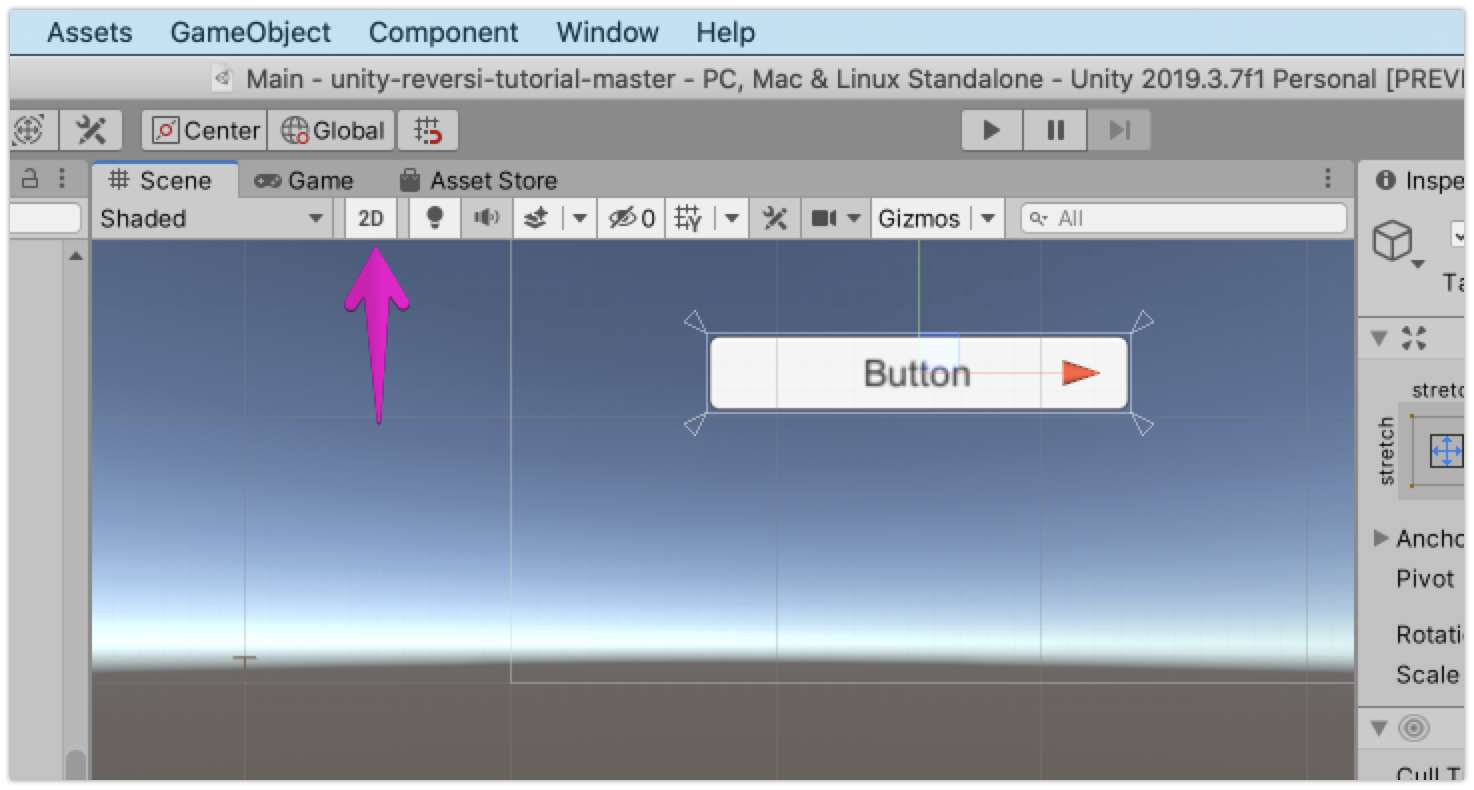 Assets GameObject Component Window Help
Main - unity-reversi-tutorial-master - PC, Mac & Linux Standalone - Unity 2019.3.7f1 Personal [PREV
Center Global
Scene Game Asset Store
Inspe
Shaded 2D 0 Gizmos All
Button
Ta
stretc
stretch
Ancho
Pivot
Rotati
Scale
Cull T